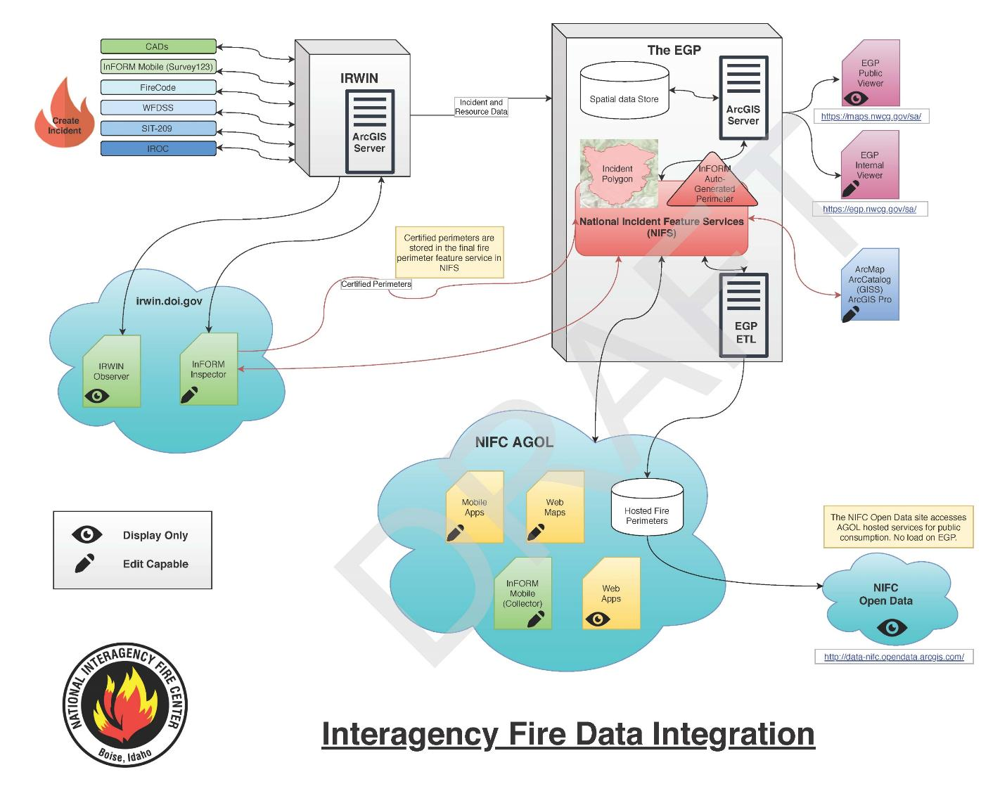 CADs
InFORM Mobile (Survey123)
FireCode
WFDSS
SIT-209
IROC
Create
Incident
IRWIN
ArcGIS
Server
Incident and
Resource Data
The EGP
Spatial data Store
ArcGIS
Server
Incident
Polygon
InFORM
Auto-
Generated
Perimeter
National Incident Feature Services
(NIFS)
EGP
ETL
EGP
Public
Viewer
https://maps.nwcg.gov/sa/
EGP
Internal
Viewer
https://egp.nwcg.gov/sa/
ArcMap
ArcCatalog
(GISS)
ArcGIS Pro
Certified perimeters are
stored in the final fire
perimeter feature service in
NIFS
Certified Perimeters
irwin.doi.gov
IRWIN
Observer
InFORM
Inspector
NIFC AGOL
Mobile
Apps
Web
Maps
Hosted Fire
Perimeters
InFORM
Mobile
(Collector)
Web
Apps
The NIFC Open Data site accesses
AGOL hosted services for public
consumption. No load on EGP.
NIFC
Open Data
http://data-nifc.opendata.arcgis.com/
Display Only
Edit Capable
DRAFT
NATIONAL INTERAGENCY FIRE CENTER
Boise, Idaho
Interagency Fire Data Integration